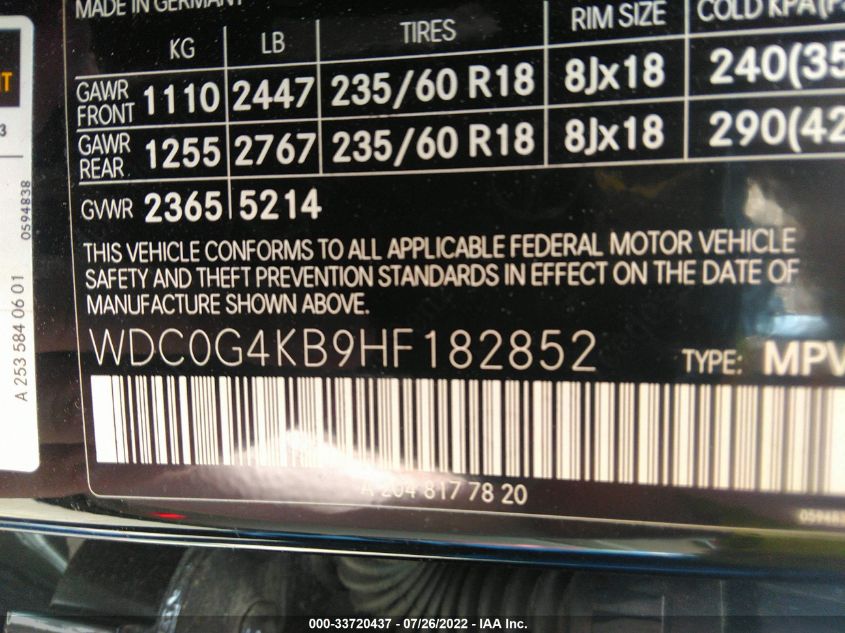 MADE IN GERMANY
KG LB TIRES RIM SIZE COLD KPA(P
GAWR FRONT 1110 2447 235/60 R18 8Jx18 240(35
GAWR REAR 1255 2767 235/60 R18 8Jx18 290(42
GVWR 2365 5214
THIS VEHICLE CONFORMS TO ALL APPLICABLE FEDERAL MOTOR VEHICLE
SAFETY AND THEFT PREVENTION STANDARDS IN EFFECT ON THE DATE OF
MANUFACTURE SHOWN ABOVE.
WDC0G4KB9HF182852 TYPE: MPV
A 204 817 78 20
0594838
A 253 584 06 01
000-33720437 - 07/26/2022 - IAA Inc.